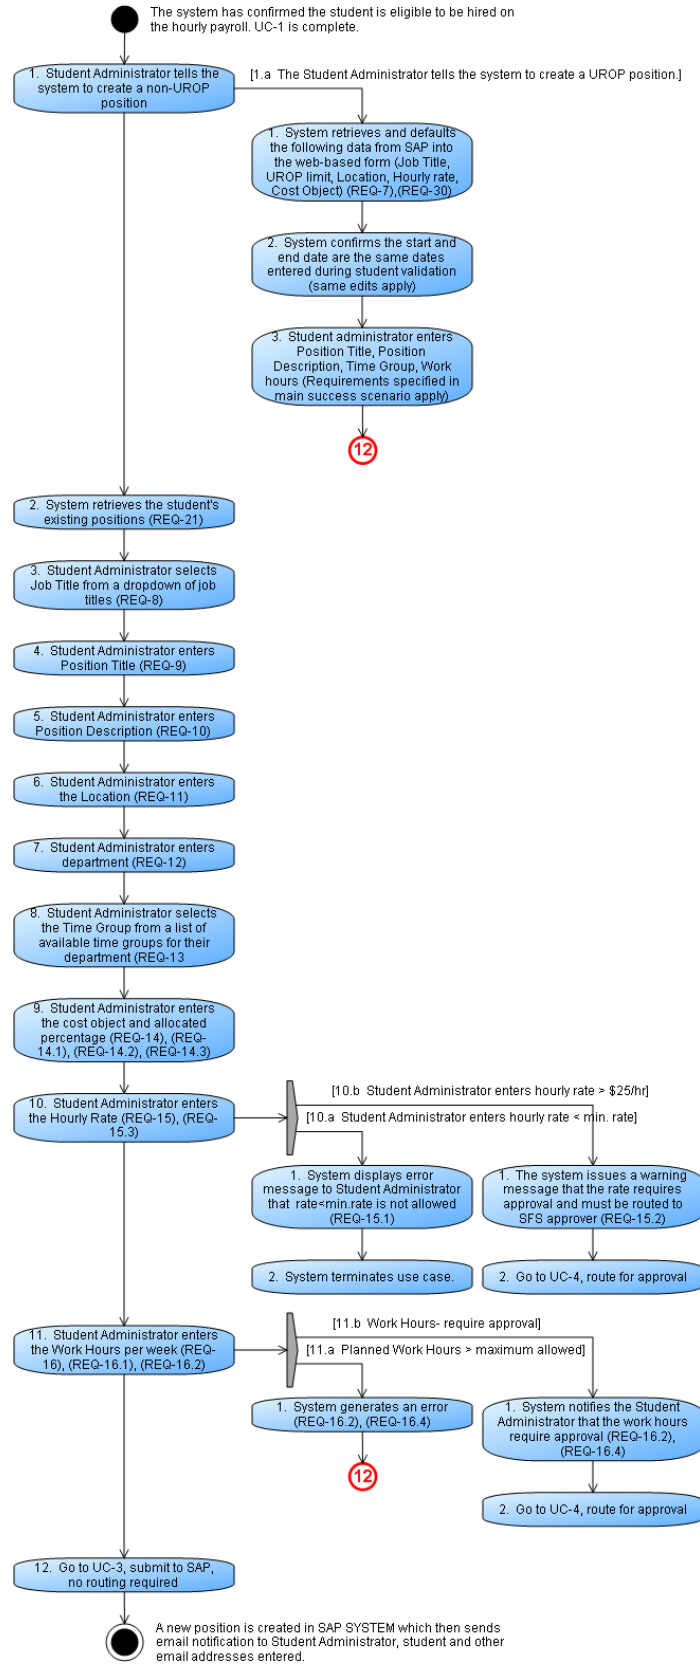 The system has confirmed the student is eligible to be hired on
the hourly payroll. UC-1 is complete.
1. Student Administrator tells the
system to create a non-UROP
position
[1.a The Student Administrator tells the system to create a UROP position.]
1. System retrieves and defaults
the following data from SAP into
the web-based form (Job Title,
UROP limit, Location, Hourly rate,
Cost Object) (REQ-7),(REQ-30)
2. System confirms the start and
end date are the same dates
entered during student validation
(same edits apply)
3. Student administrator enters
Position Title, Position
Description, Time Group, Work
hours (Requirements specified in
main success scenario apply)
12
2. System retrieves the student's
existing positions (REQ-21)
3. Student Administrator selects
Job Title from a dropdown of job
titles (REQ-8)
4. Student Administrator enters
Position Title (REQ-9)
5. Student Administrator enters
Position Description (REQ-10)
6. Student Administrator enters
the Location (REQ-11)
7. Student Administrator enters
department (REQ-12)
8. Student Administrator selects
the Time Group from a list of
available time groups for their
department (REQ-13
9. Student Administrator enters
the cost object and allocated
percentage (REQ-14), (REQ-
14.1), (REQ-14.2), (REQ-14.3)
10. Student Administrator enters
the Hourly Rate (REQ-15), (REQ-
15.3)
[10.b Student Administrator enters hourly rate > $25/hr]
[10.a Student Administrator enters hourly rate < min. rate]
1. System displays error
message to Student Administrator
that rate<min.rate is not allowed
(REQ-15.1)
1. The system issues a warning
message that the rate requires
approval and must be routed to
SFS approver (REQ-15.2)
2. System terminates use case.
2. Go to UC-4, route for approval
11. Student Administrator enters
the Work Hours per week (REQ-
16), (REQ-16.1), (REQ-16.2)
[11.b Work Hours- require approval]
[11.a Planned Work Hours > maximum allowed]
1. System generates an error
(REQ-16.2), (REQ-16.4)
1. System notifies the Student
Administrator that the work hours
require approval (REQ-16.2),
(REQ-16.4)
12
2. Go to UC-4, route for approval
12. Go to UC-3, submit to SAP,
no routing required
A new position is created in SAP SYSTEM which then sends
email notification to Student Administrator, student and other
email addresses entered.